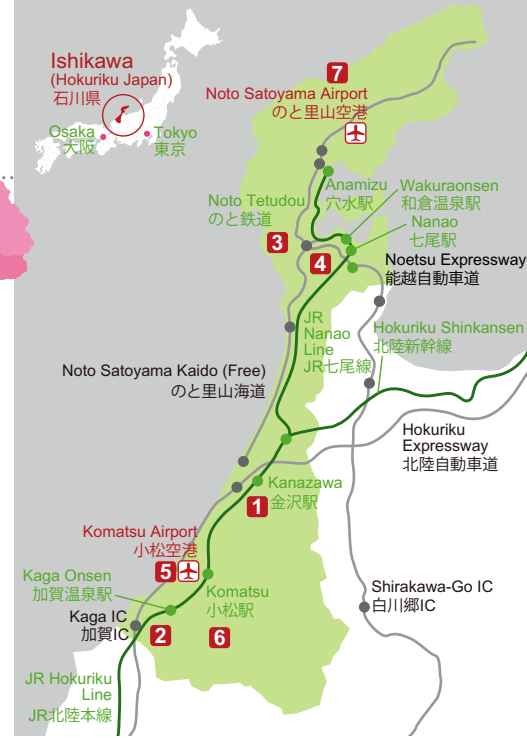 Ishikawa
(Hokuriku Japan)
石川県
Osaka
大阪
Tokyo
東京
7
Noto Satoyama Airport
のと里山空港
Anamizu
穴水駅
Wakuraonsen
和倉温泉駅
Noto Tetudou
のと鉄道
Nanao
七尾駅
3
4
Noetsu Expressway
能越自動車道
JR
Nanao
Line
JR七尾線
Hokuriku Shinkansen
北陸新幹線
Noto Satoyama Kaido (Free)
のと里山海道
Hokuriku
Expressway
北陸自動車道
Kanazawa
金沢駅
1
Komatsu Airport
小松空港
5
Kaga Onsen
加賀温泉駅
Komatsu
小松駅
Shirakawa-Go IC
白川郷IC
Kaga IC
加賀IC
2
6
JR Hokuriku
Line
JR北陸本線